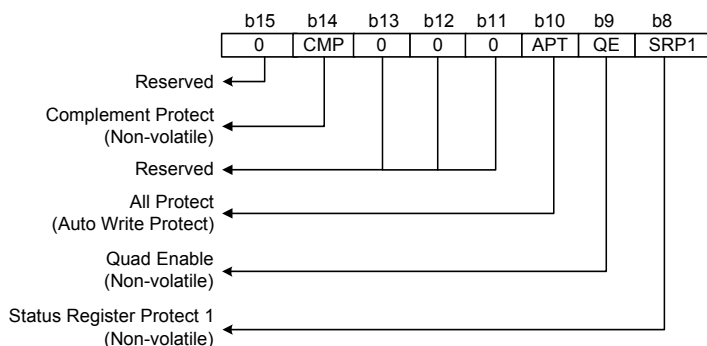 b15 b14 b13 b12 b11 b10 b9 b8
0 CMP 0 0 0 APT QE SRP1
Reserved
Complement Protect
(Non-volatile)
Reserved
All Protect
(Auto Write Protect)
Quad Enable
(Non-volatile)
Status Register Protect 1
(Non-volatile)